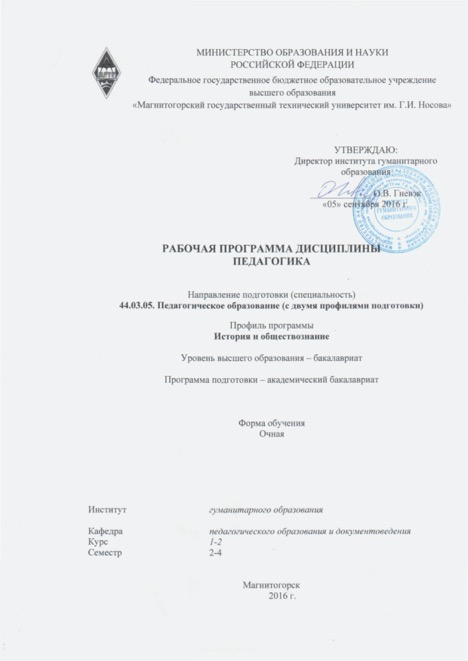 МИНИСТЕРСТВО ОБРАЗОВАНИЯ И НАУКИ
РОССИЙСКОЙ ФЕДЕРАЦИИ
Федеральное государственное бюджетное образовательное учреждение
высшего образования
«Магнитогорский государственный технический университет им. Г.И. Носова»
УТВЕРЖДАЮ:
Директор института гуманитарного
образования
О.В. Гневэк
«05» сентября 2016 г.
ГУМАНИТАРНОГО
ОБРАЗОВАНИЯ
РАБОЧАЯ ПРОГРАММА ДИСЦИПЛИНЫ
ПЕДАГОГИКА
Направление подготовки (специальность)
44.03.05. Педагогическое образование (с двумя профилями подготовки)
Профиль программы
История и обществознание
Уровень высшего образования – бакалавриат
Программа подготовки – академический бакалавриат
Форма обучения
Очная
Институт гуманитарного образования
Кафедра педагогического образования и документоведения
Курс 1-2
Семестр 2-4
Магнитогорск
2016 г.